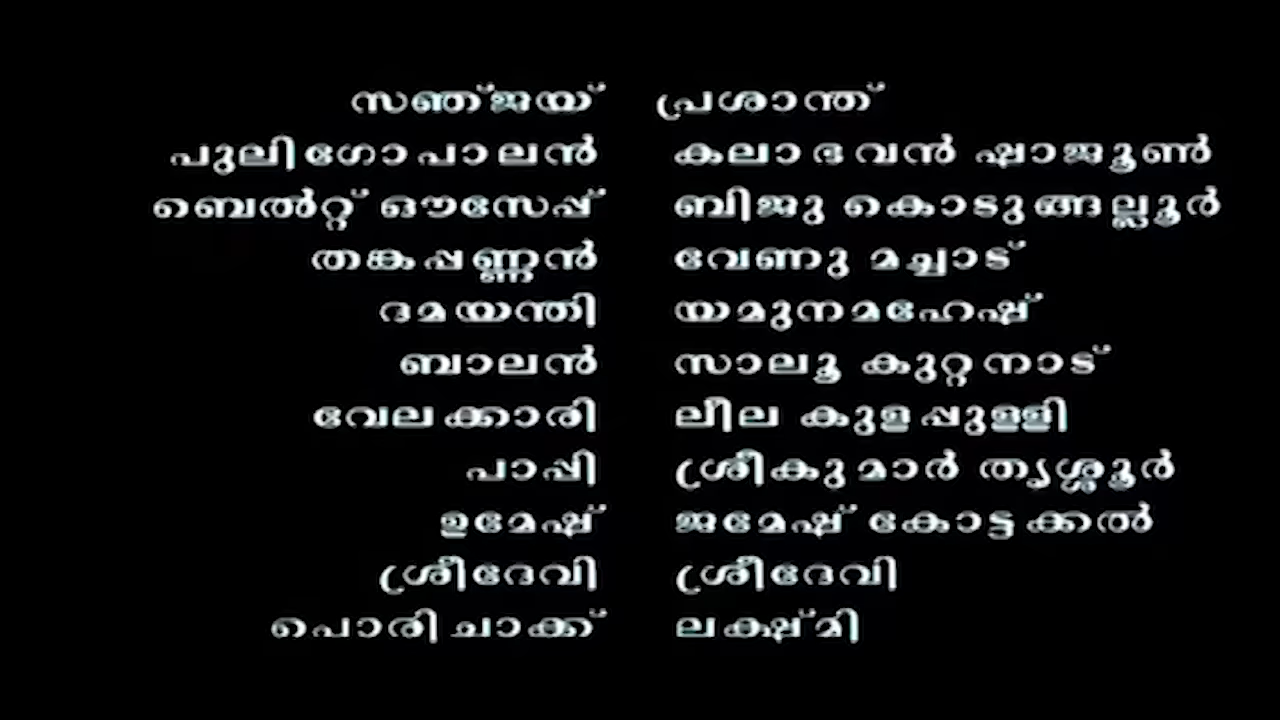 സഞ്ജയ് പ്രശാന്ത്
പുലി ഗോപാലൻ കലാഭവൻ ഷാജൂൺ
ബെൽറ്റ് ഔസേപ്പ് ബിജു കൊടുങ്ങല്ലൂർ
തങ്കപ്പണ്ണൻ വേണു മച്ചാട്
ദമയന്തി യമുനമഹേഷ്
ബാലൻ സാലൂ കുറ്റനാട്
വേലക്കാരി ലീല കുളപ്പുള്ളി
പാപ്പി ശ്രീകുമാർ തൃശ്ശൂർ
ഉമേഷ് ജമേഷ് കോട്ടക്കൽ
ശ്രീദേവി ശ്രീദേവി
പൊരിചാക്ക് ലക്ഷ്മി